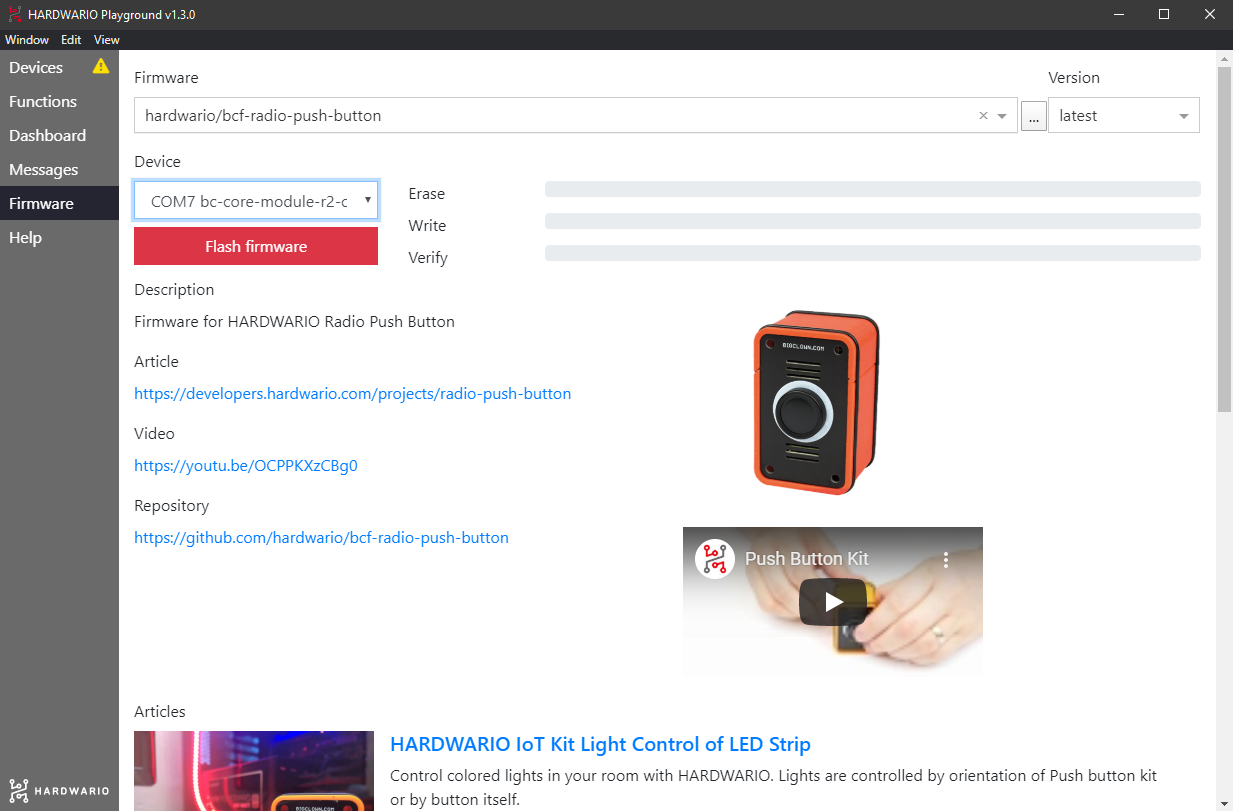 HARDWARIO Playground v1.3.0
Window Edit View
Devices
Functions
Dashboard
Messages
Firmware
Help
HARDWARIO
Firmware
Version
hardwario/bcf-radio-push-button
...
latest
Device
COM7 bc-core-module-r2-c
Flash firmware
Erase
Write
Verify
Description
Firmware for HARDWARIO Radio Push Button
Article
https://developers.hardwario.com/projects/radio-push-button
Video
https://youtu.be/OCPPKXzCBg0
Repository
https://github.com/hardwario/bcf-radio-push-button
BIGCLOWN.COM
Push Button Kit
Articles
BIGCLOWN.COM
HARDWARIO IoT Kit Light Control of LED Strip
Control colored lights in your room with HARDWARIO. Lights are controlled by orientation of Push button kit
or by button itself.